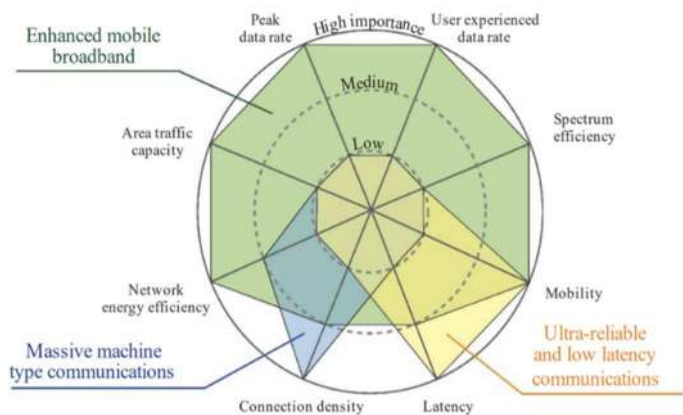 Peak
data rate
High importance
User experienced
data rate
Enhanced mobile
broadband
Medium
Area traffic
capacity
Spectrum
efficiency
Low
Network
energy efficiency
Mobility
Massive machine
type communications
Ultra-reliable
and low latency
communications
Connection density
Latency